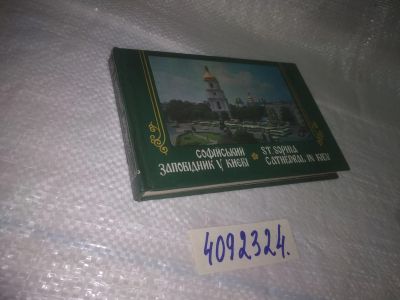 СОФІЙСЬКИЙ
ЗАПОВІДНИК У КИЄВІ
ST. SOPHIA
CATHEDRAL IN KIEV
4092324.